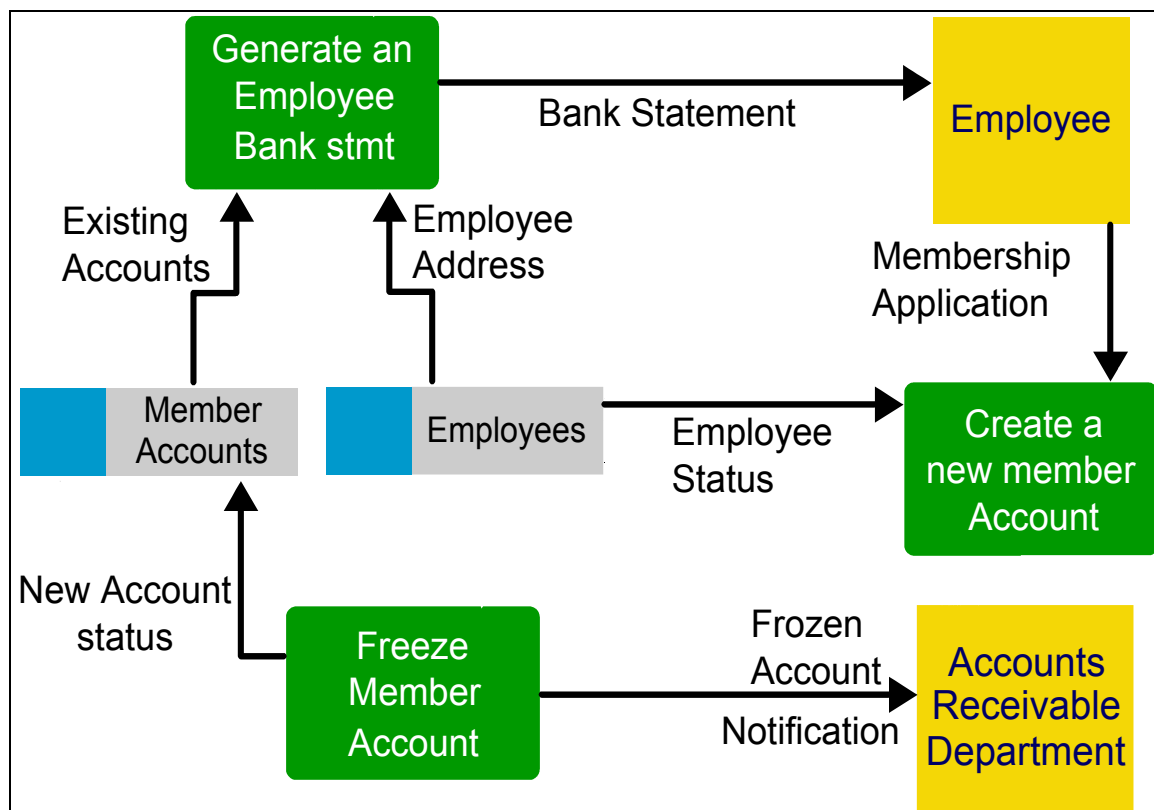 Generate an
Employee
Bank stmt
Bank Statement
Employee
Existing
Accounts
Employee
Address
Membership
Application
Member
Accounts
Employees
Employee
Status
Create a
new member
Account
New Account
status
Freeze
Member
Account
Frozen
Account
Notification
Accounts
Receivable
Department